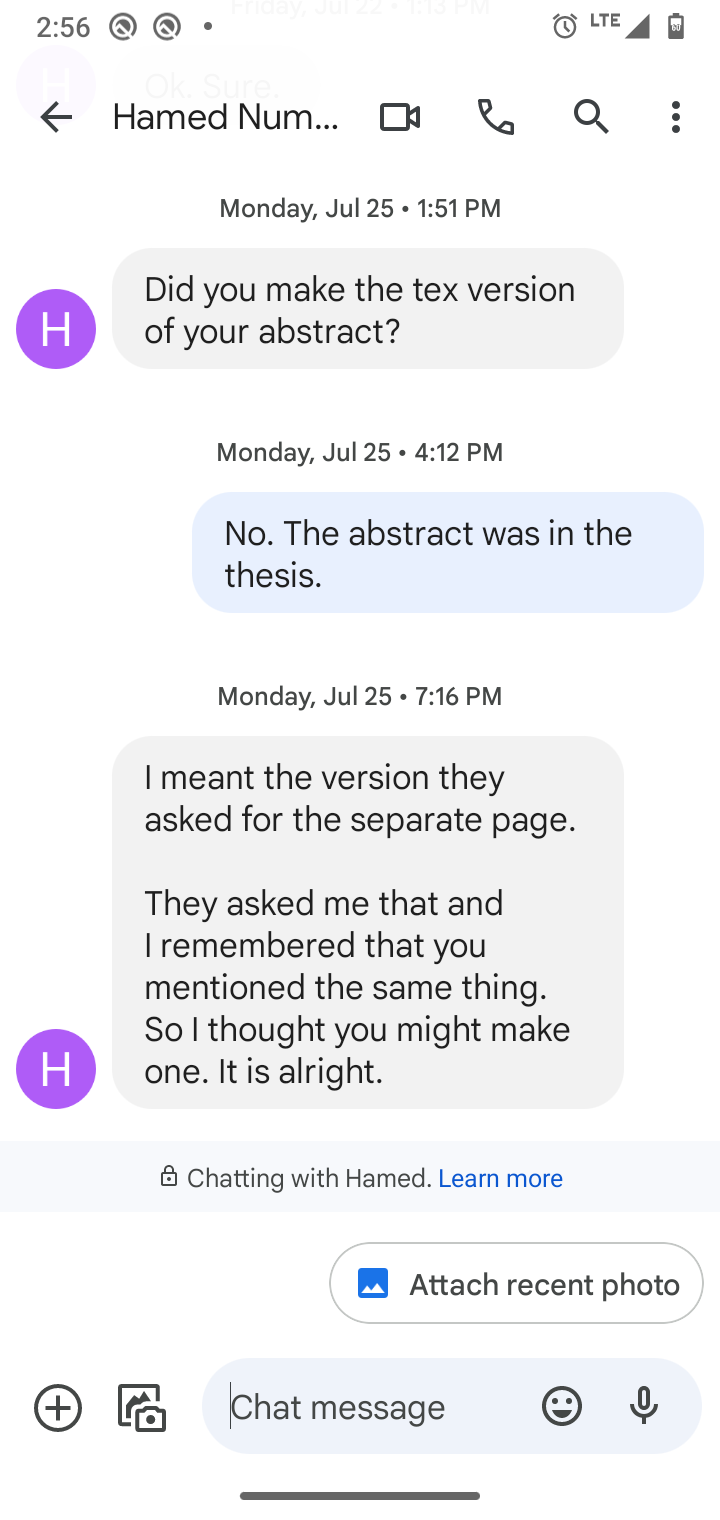 Friday, Jul 22 • 1:13 PM
2:56
LTE
H
Ok. Sure.
Hamed Num...
Monday, Jul 25 • 1:51 PM
Did you make the tex version
of your abstract?
H
Monday, Jul 25 • 4:12 PM
No. The abstract was in the
thesis.
Monday, Jul 25 • 7:16 PM
I meant the version they
asked for the separate page.
They asked me that and
I remembered that you
mentioned the same thing.
So I thought you might make
one. It is alright.
H
Chatting with Hamed. Learn more
Attach recent photo
Chat message